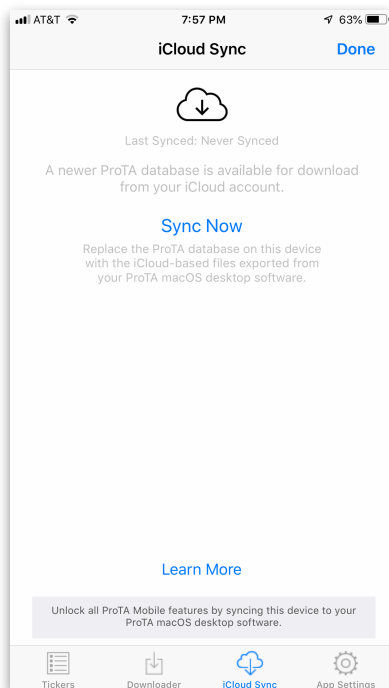 AT&T 7:57 PM 63%
iCloud Sync Done
Last Synced: Never Synced
A newer ProTA database is available for download
from your iCloud account.
Sync Now
Replace the ProTA database on this device
with the iCloud-based files exported from
your ProTA macOS desktop software.
Learn More
Unlock all ProTA Mobile features by syncing this device to your
ProTA macOS desktop software.
Tickers Downloader iCloud Sync App Settings